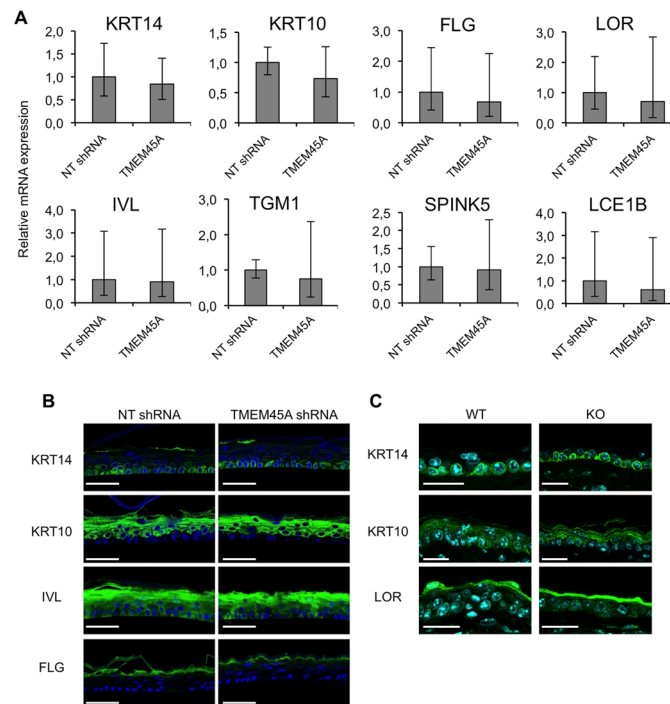 A
KRT14 KRT10 FLG LOR
Relative mRNA expression
2,0
1,5
1,0
0,5
0,0
NT shRNA
TMEM45A
1,5
1,0
0,5
0,0
NT shRNA
TMEM45A
3,0
2,0
1,0
0,0
NT shRNA
TMEM45A
3,0
2,0
1,0
0,0
NT shRNA
TMEM45A
IVL TGM1 SPINK5 LCE1B
4,0
3,0
2,0
1,0
0,0
NT shRNA
TMEM45A
3,0
2,0
1,0
0,0
NT shRNA
TMEM45A
2,5
2,0
1,5
1,0
0,5
0,0
NT shRNA
TMEM45A
4,0
3,0
2,0
1,0
0,0
NT shRNA
TMEM45A
B
NT shRNA TMEM45A shRNA
KRT14
KRT10
IVL
FLG
C
WT KO
KRT14
KRT10
LOR